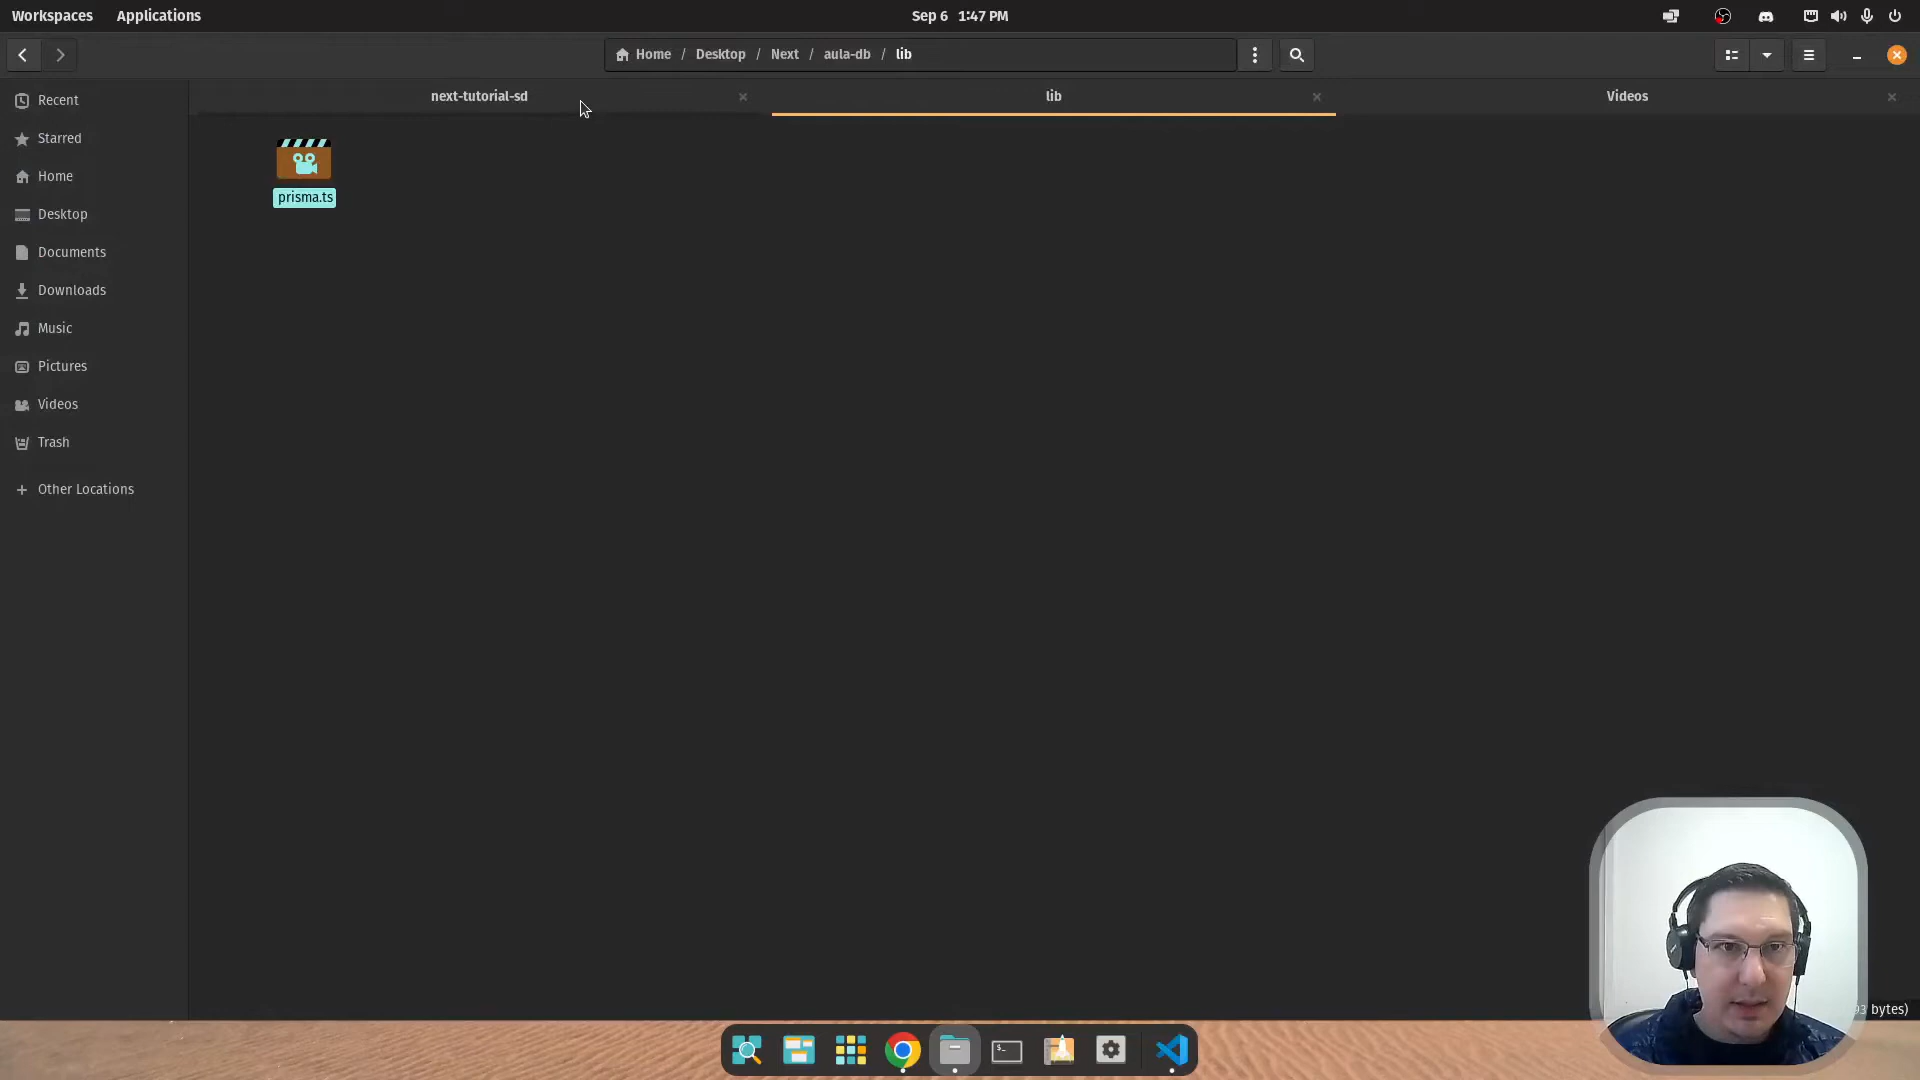 Workspaces Applications Sep 6 1:47 PM
Home / Desktop / Next / aula-db / lib
Recent
Starred
Home
Desktop
Documents
Downloads
Music
Pictures
Videos
Trash
+ Other Locations
next-tutorial-sd lib Videos
prisma.ts
bytes)